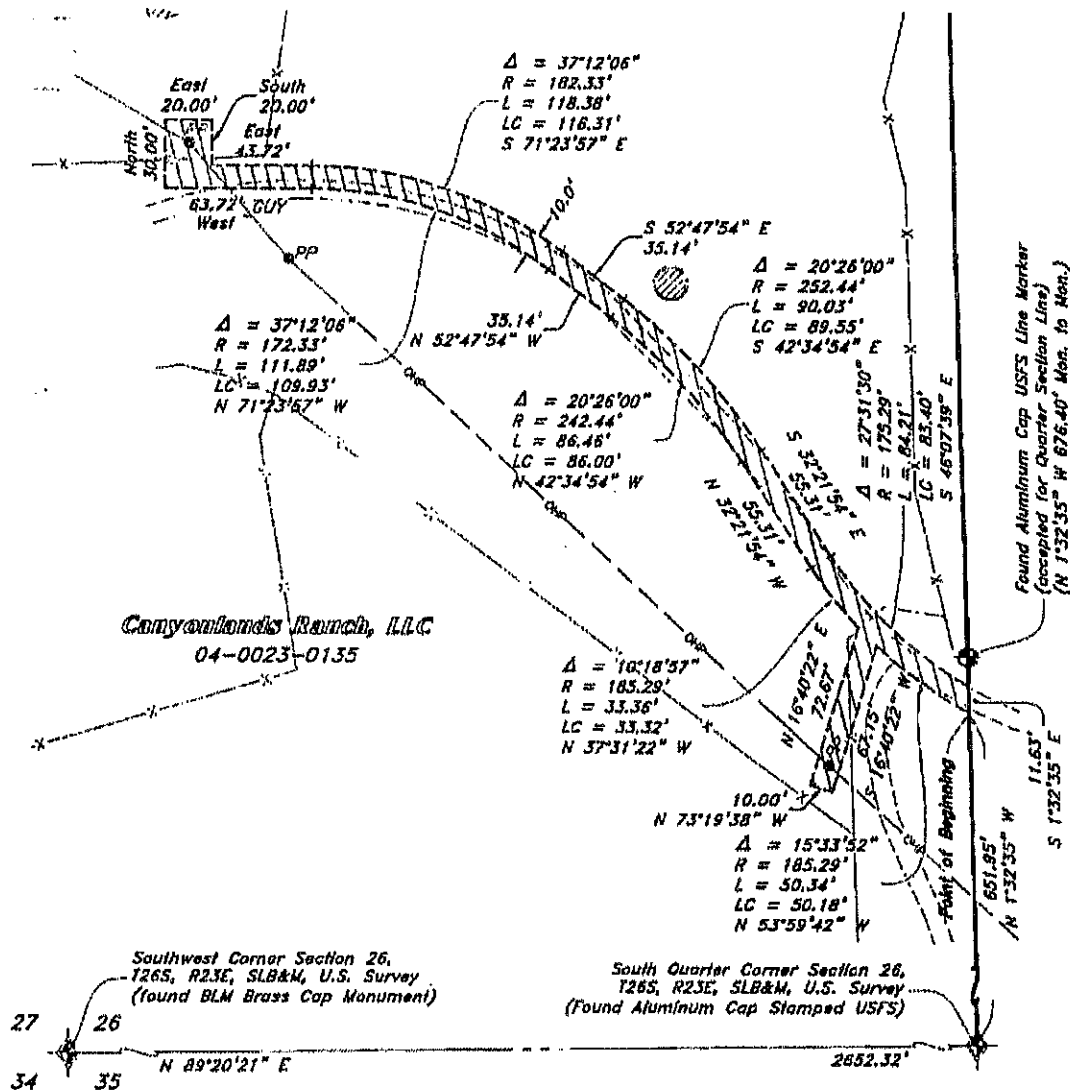 Δ = 37°12'06"
R = 182.33'
L = 118.38'
LC = 116.31'
S 71°23'57" E
East
20.00'
South
20.00'
East
43.72'
North
30.00'
63.72'
West
GUY
10.0'
S 52°47'54" E
35.14'
PP
Δ = 20°26'00"
R = 252.44'
L = 90.03'
LC = 89.55'
S 42°34'54" E
35.14'
N 52°47'54" W
Δ = 37°12'06"
R = 172.33'
L = 111.89'
LC = 109.93'
N 71°23'57" W
OHP
Δ = 20°26'00"
R = 242.44'
L = 86.46'
LC = 86.00'
N 42°34'54" W
OHP
S 32°21'54" E
55.31'
55.31'
N 32°21'54" W
Δ = 27°31'30"
R = 175.29'
L = 84.21'
LC = 83.40'
S 46°07'39" E
Found Aluminum Cap USFS Line Marker
(accepted for Quarter Section Line)
(N 1°32'35" W 676.40' Mon. to Mon.)
Canyonlands Ranch, LLC
04-0023-0135
OHP
Δ = 10°18'57"
R = 185.29'
L = 33.36'
LC = 33.32'
N 37°31'22" W
N 16°40'22" E
72.67'
67.15'
S 16°40'22" W
PP
10.00'
N 73°19'38" W
Δ = 15°33'52"
R = 185.29'
L = 50.34'
LC = 50.18'
N 53°59'42" W
OHP
Point of Beginning
651.95'
N 1°32'35" W
11.63'
S 1°32'35" E
Southwest Corner Section 26,
T26S, R23E, SLB&M, U.S. Survey
(found BLM Brass Cap Monument)
South Quarter Corner Section 26,
T26S, R23E, SLB&M, U.S. Survey
(Found Aluminum Cap Stamped USFS)
27 26
34 35
N 89°20'21" E
2652.32'